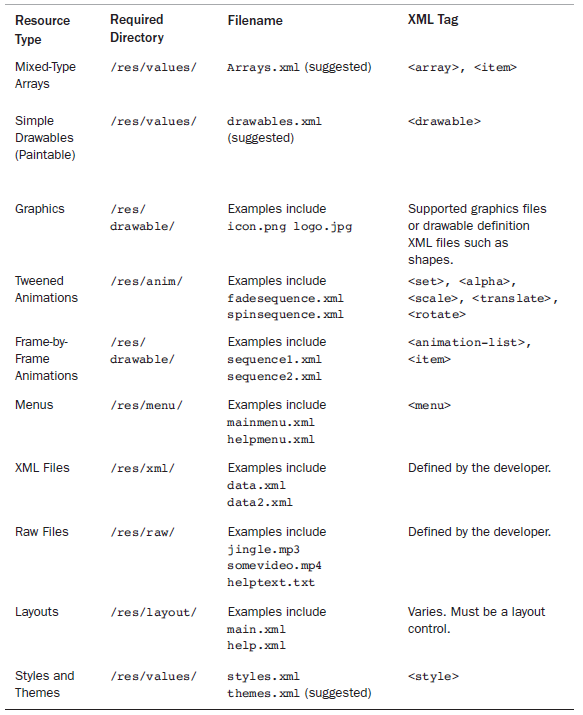 Resource Type Required Directory Filename XML Tag
Mixed-Type Arrays /res/values/ Arrays.xml (suggested) <array>, <item>
Simple Drawables (Paintable) /res/values/ drawables.xml (suggested) <drawable>
Graphics /res/drawable/ Examples include icon.png logo.jpg Supported graphics files or drawable definition XML files such as shapes.
Tweened Animations /res/anim/ Examples include fadesequence.xml spinsequence.xml <set>, <alpha>, <scale>, <translate>, <rotate>
Frame-by-Frame Animations /res/drawable/ Examples include sequence1.xml sequence2.xml <animation-list>, <item>
Menus /res/menu/ Examples include mainmenu.xml helpmenu.xml <menu>
XML Files /res/xml/ Examples include data.xml data2.xml Defined by the developer.
Raw Files /res/raw/ Examples include jingle.mp3 somevideo.mp4 helptext.txt Defined by the developer.
Layouts /res/layout/ Examples include main.xml help.xml Varies. Must be a layout control.
Styles and Themes /res/values/ styles.xml themes.xml (suggested) <style>